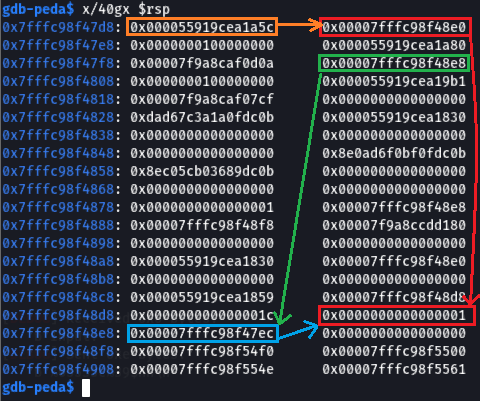 gdb-peda$ x/40gx $rsp
0x7fffc98f47d8: 0x000055919cea1a5c 0x00007fffc98f48e0
0x7fffc98f47e8: 0x0000000100000000 0x000055919cea1a80
0x7fffc98f47f8: 0x00007f9a8caf0d0a 0x00007fffc98f48e8
0x7fffc98f4808: 0x0000000100000000 0x000055919cea19b1
0x7fffc98f4818: 0x00007f9a8caf07cf 0x0000000000000000
0x7fffc98f4828: 0xdad67c3a1a0fdc0b 0x000055919cea1830
0x7fffc98f4838: 0x0000000000000000 0x0000000000000000
0x7fffc98f4848: 0x0000000000000000 0x8e0ad6f0bf0fdc0b
0x7fffc98f4858: 0x8ec05cb03689dc0b 0x0000000000000000
0x7fffc98f4868: 0x0000000000000000 0x0000000000000000
0x7fffc98f4878: 0x0000000000000001 0x00007fffc98f48e8
0x7fffc98f4888: 0x00007fffc98f48f8 0x00007f9a8ccdd180
0x7fffc98f4898: 0x0000000000000000 0x0000000000000000
0x7fffc98f48a8: 0x000055919cea1830 0x00007fffc98f48e0
0x7fffc98f48b8: 0x0000000000000000 0x0000000000000000
0x7fffc98f48c8: 0x000055919cea1859 0x00007fffc98f48d8
0x7fffc98f48d8: 0x000000000000001c 0x0000000000000001
0x7fffc98f48e8: 0x00007fffc98f47ec 0x0000000000000000
0x7fffc98f48f8: 0x00007fffc98f54f0 0x00007fffc98f5500
0x7fffc98f4908: 0x00007fffc98f554e 0x00007fffc98f5561
gdb-peda$